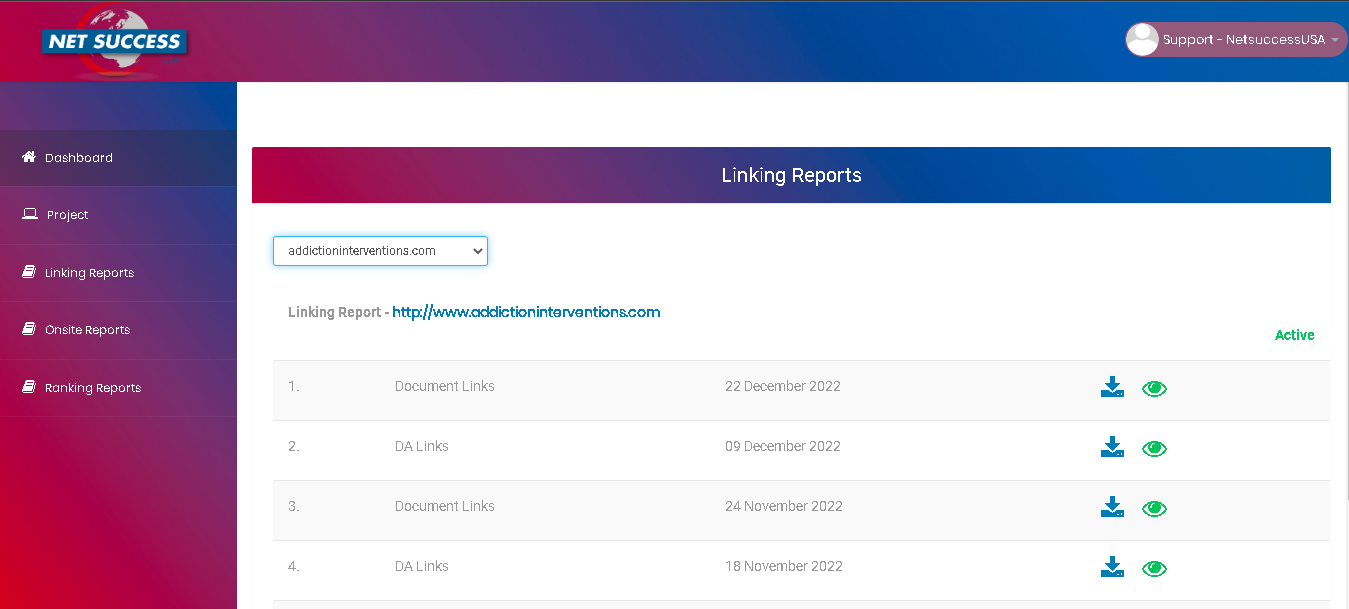 NET SUCCESS
Support - NetsuccessUSA
Dashboard
Project
Linking Reports
Onsite Reports
Ranking Reports
Linking Reports
addictioninterventions.com
Linking Report - http://www.addictioninterventions.com
Active
1. Document Links 22 December 2022
2. DA Links 09 December 2022
3. Document Links 24 November 2022
4. DA Links 18 November 2022